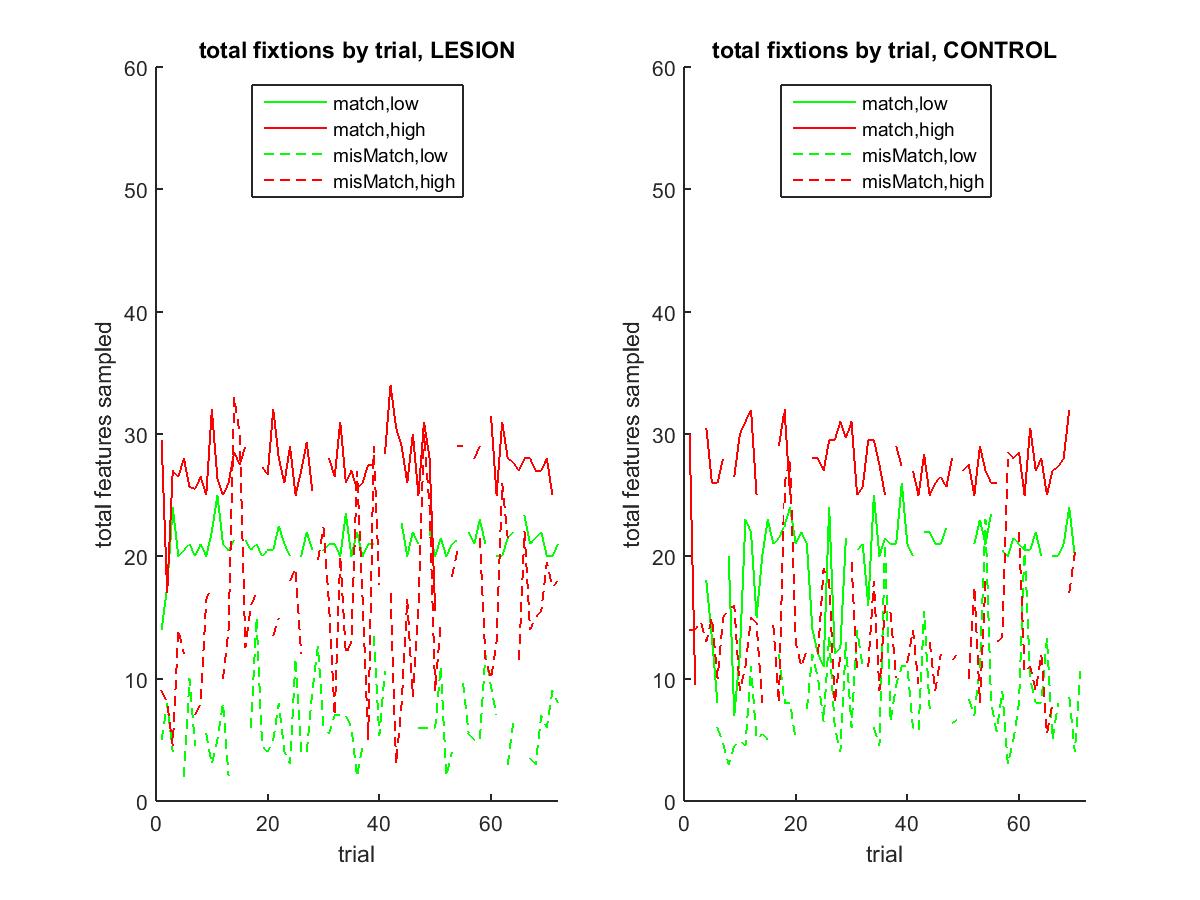 total fixtions by trial, LESION
60
50
40
30
20
10
0
0 20 40 60
trial
total features sampled
match,low
match,high
misMatch,low
misMatch,high
total fixtions by trial, CONTROL
60
50
40
30
20
10
0
0 20 40 60
trial
total features sampled
match,low
match,high
misMatch,low
misMatch,high